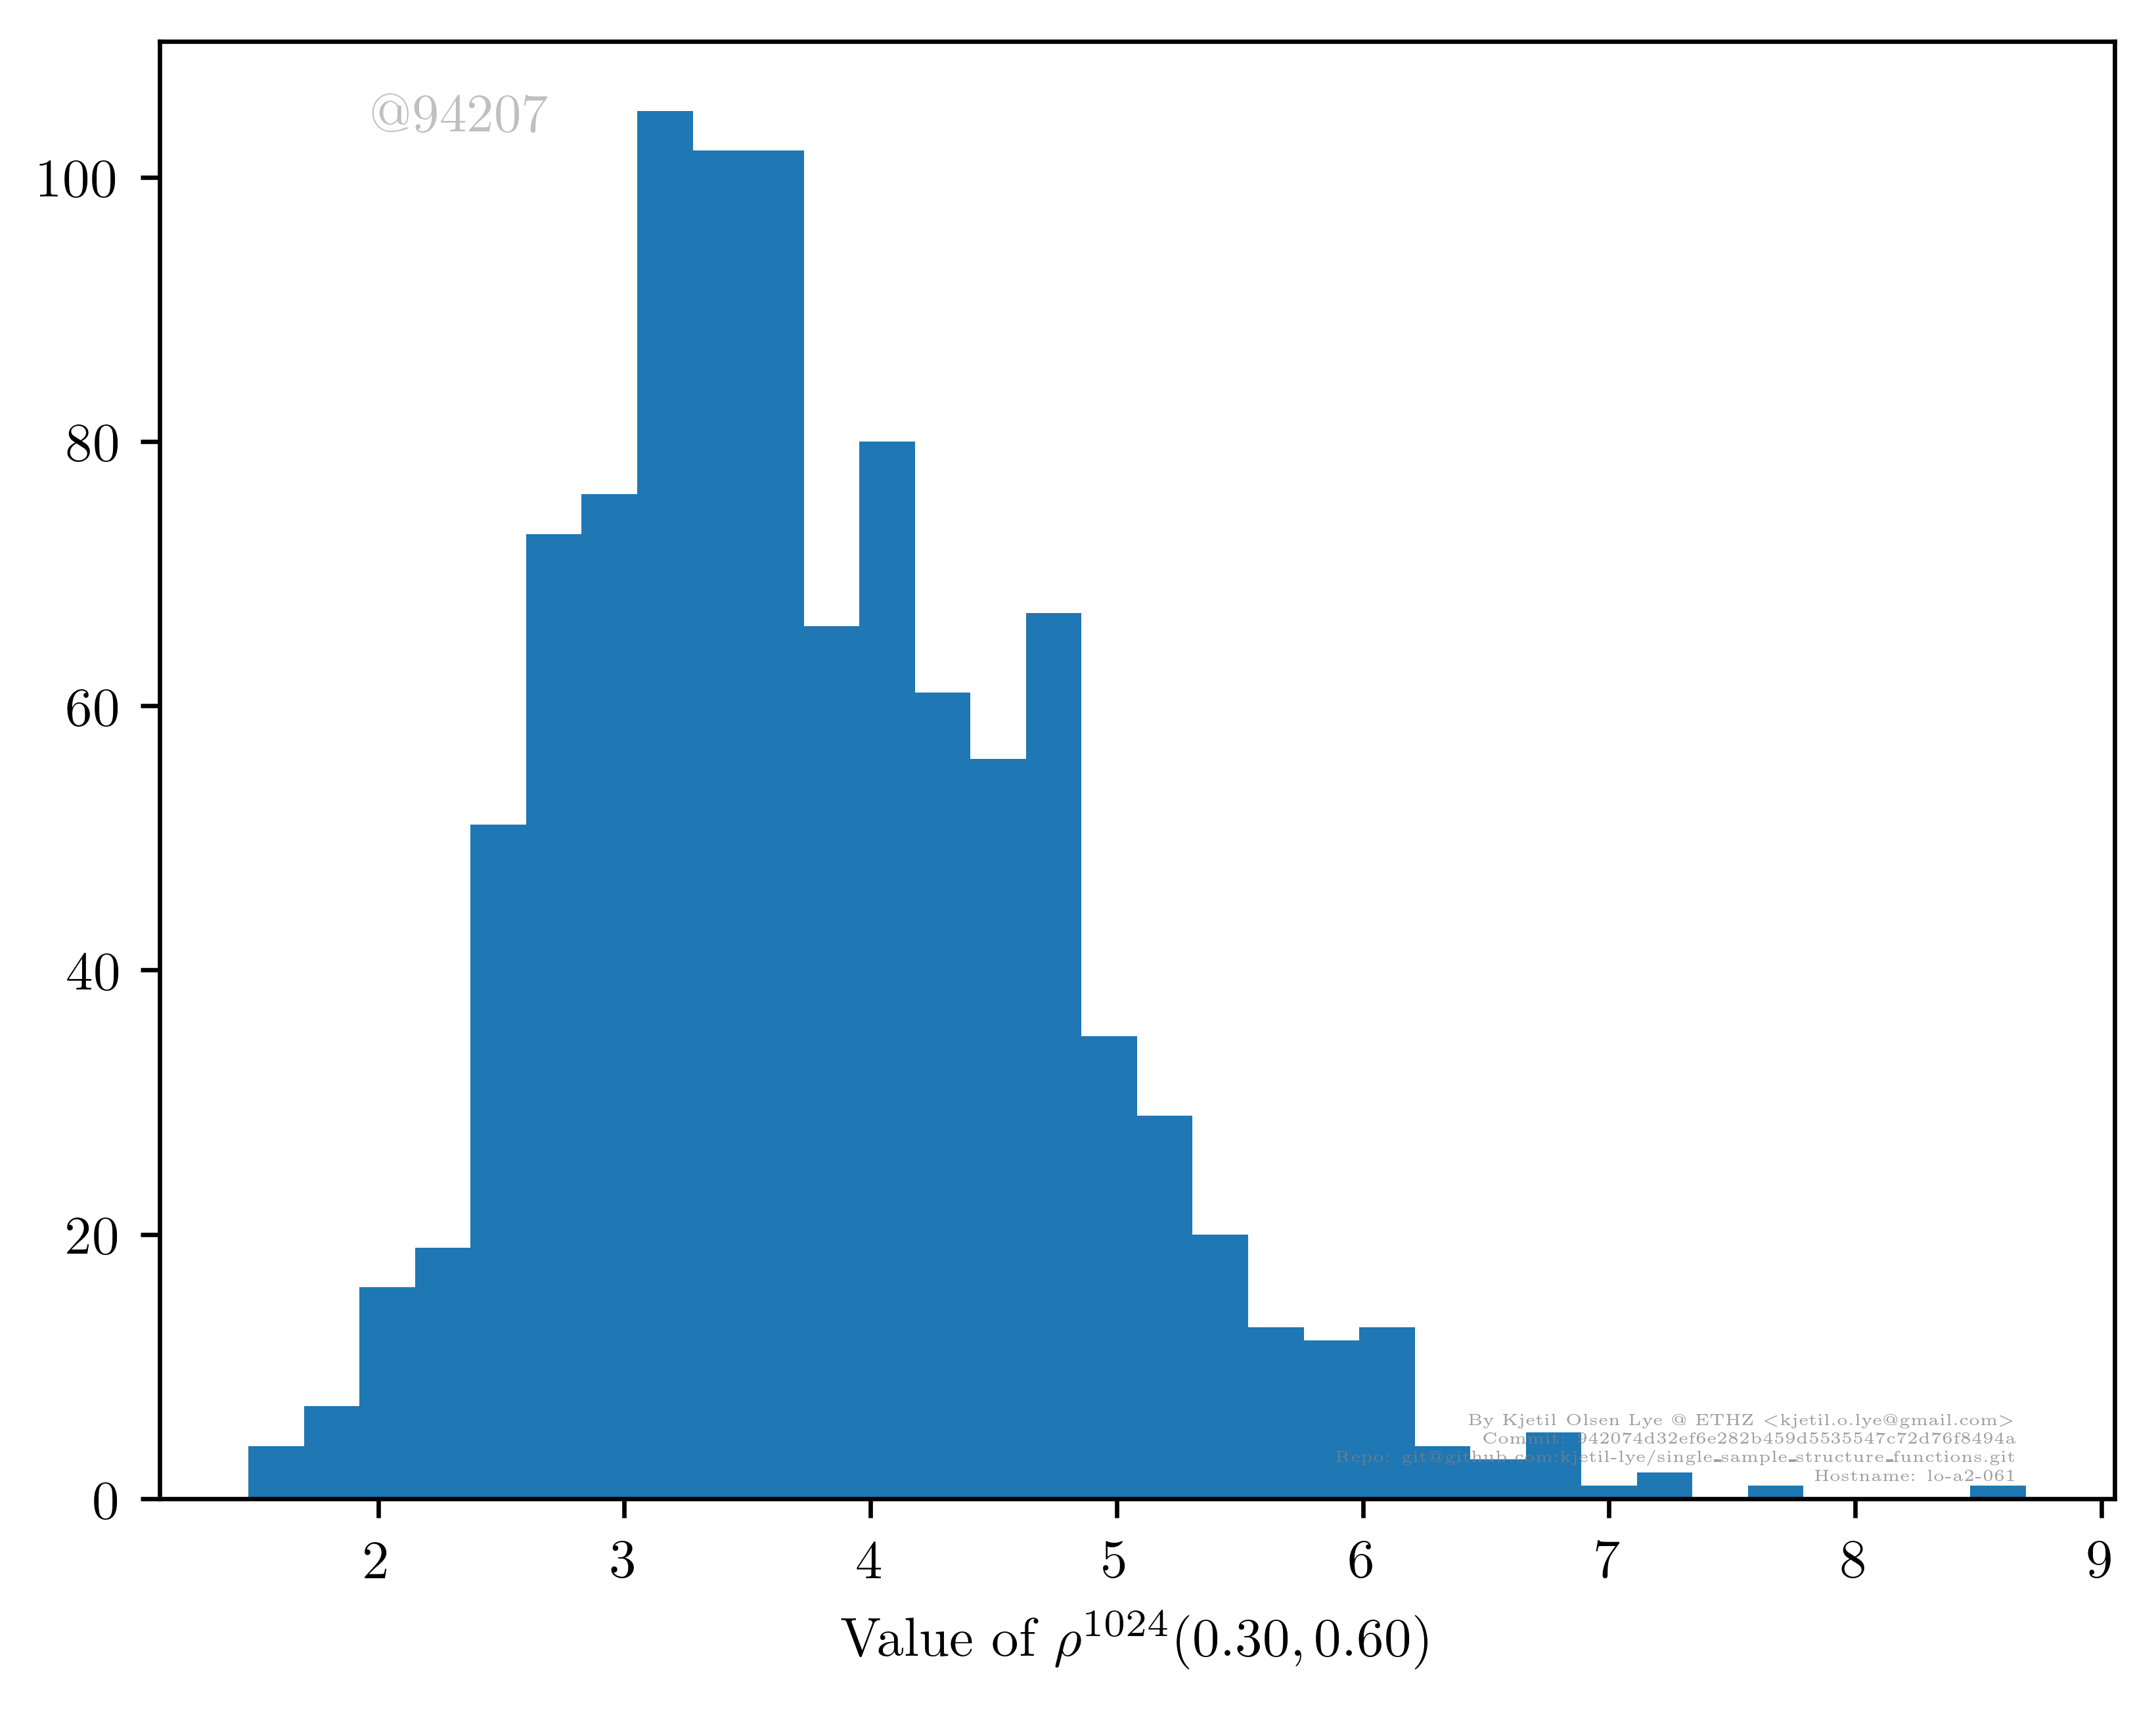 @94207
100
80
60
40
20
0
2 3 4 5 6 7 8 9
Value of ρ^1024(0.30, 0.60)
By Kjetil Olsen Lye @ ETHZ <kjetil.o.lye@gmail.com>
Commit: 942074d32ef6e282b459d5535547c72d76f8494a
Repo: git@github.com:kjetil-lye/single_sample_structure_functions.git
Hostname: lo-a2-061